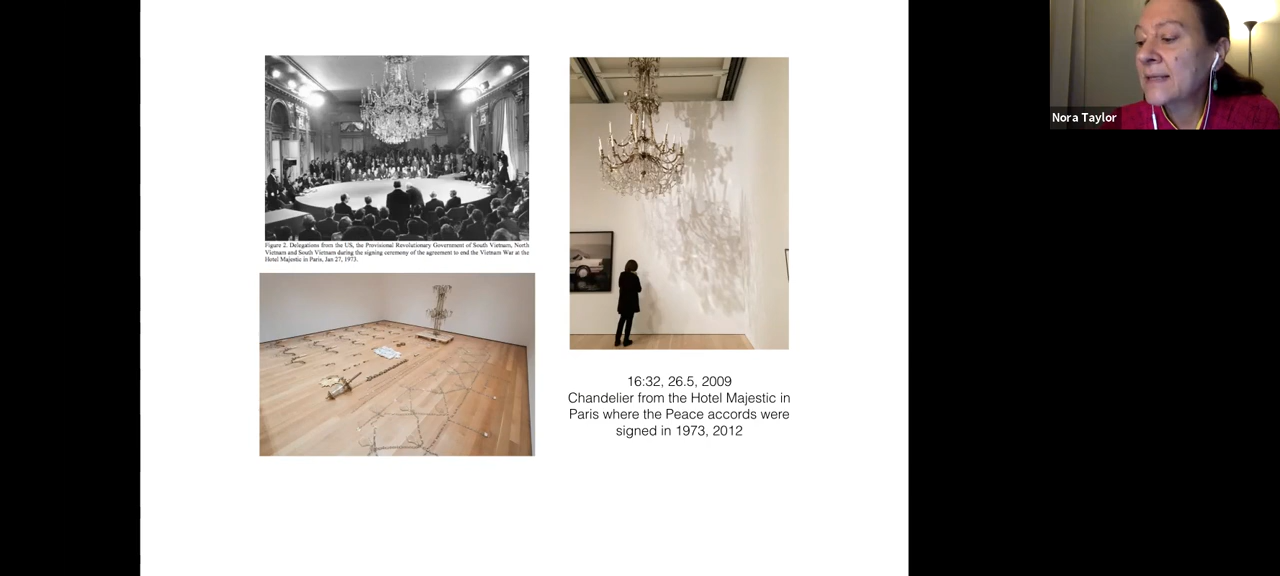 Nora Taylor
Figure 2. Delegations from the US, the Provisional Revolutionary Government of South Vietnam, North
Vietnam and South Vietnam during the signing ceremony of the agreement to end the Vietnam War at the
Hotel Majestic in Paris, Jan 27, 1973.
16:32, 26.5, 2009
Chandelier from the Hotel Majestic in
Paris where the Peace accords were
signed in 1973, 2012